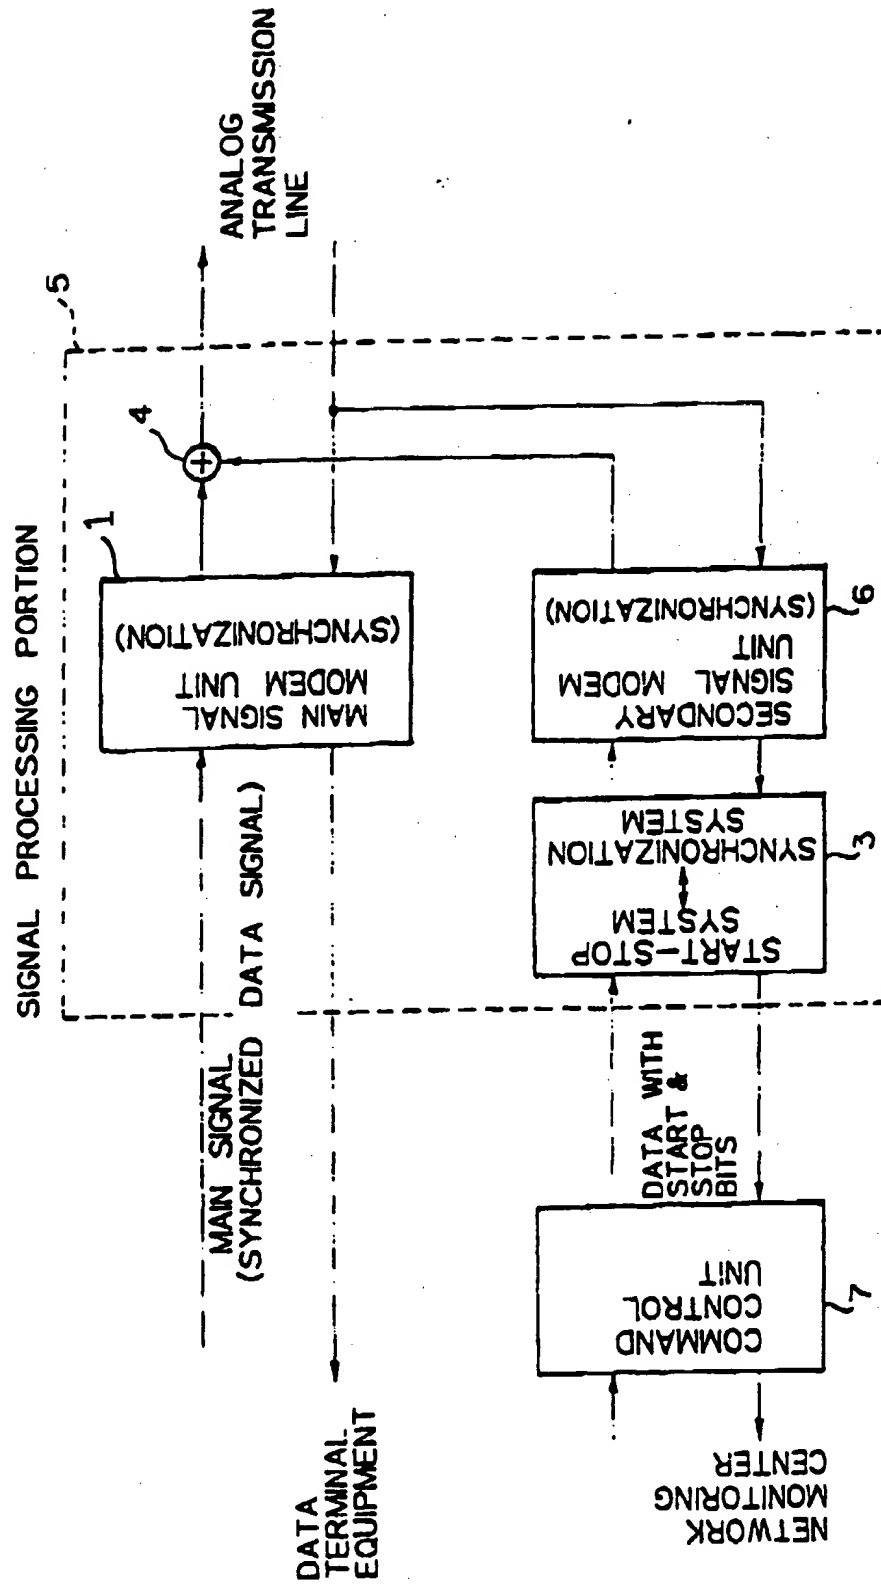 SIGNAL PROCESSING PORTION
5
4
ANALOG
TRANSMISSION
LINE
1
MAIN SIGNAL
MODEM UNIT
(SYNCHRONIZATION)
MAIN SIGNAL
(SYNCHRONIZED DATA SIGNAL)
DATA
TERMINAL
EQUIPMENT
SECONDARY
SIGNAL MODEM
UNIT
(SYNCHRONIZATION)
6
START-STOP
SYSTEM
SYNCHRONIZATION
SYSTEM
3
DATA WITH
START &
STOP
BITS
COMMAND
CONTROL
UNIT
7
NETWORK
MONITORING
CENTER